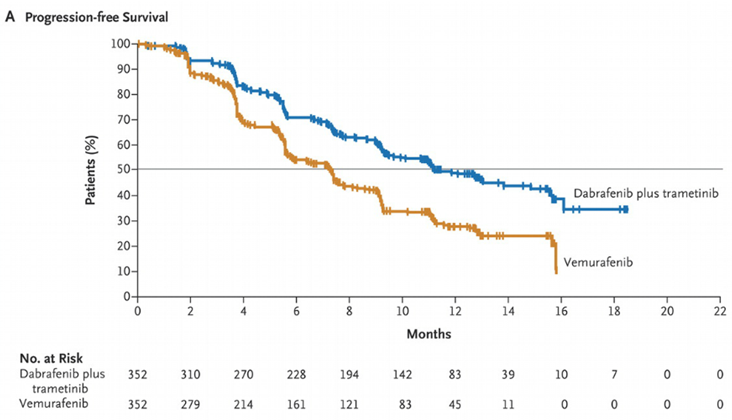 A Progression-free Survival
Patients (%)
100
90
80
70
60
50
40
30
20
10
0
Dabrafenib plus trametinib
Vemurafenib
0 2 4 6 8 10 12 14 16 18 20 22
Months
No. at Risk
Dabrafenib plus 352 310 270 228 194 142 83 39 10 7 0 0
trametinib
Vemurafenib 352 279 214 161 121 83 45 11 0 0 0 0